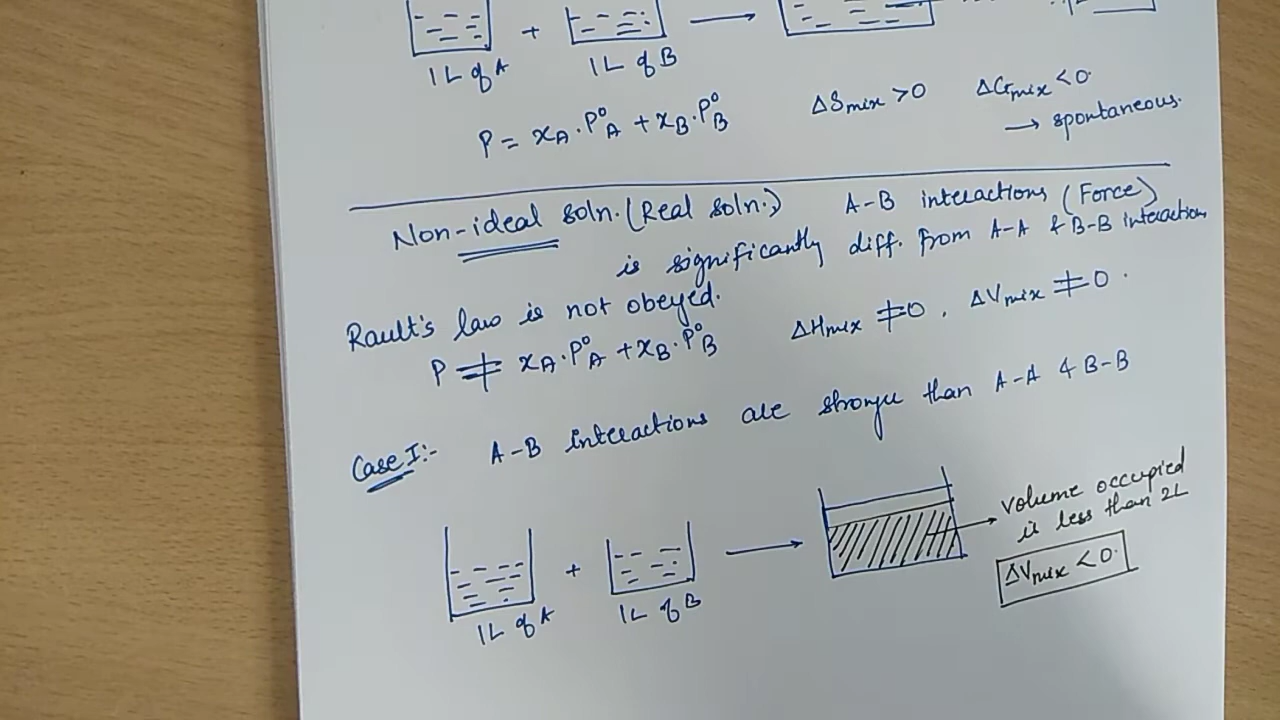 1L of A + 1L of B →
P = xA . P°A + xB . P°B ΔSmix > 0 ΔGmix < 0.
→ spontaneous.
Non-ideal soln. (Real soln.) A-B interactions (Force)
is significantly diff. from A-A & B-B interaction
Rault's law is not obeyed.
P ≠ xA . P°A + xB . P°B ΔHmix ≠ 0 , ΔVmix ≠ 0 .
Case I:- A-B interactions are stronger than A-A & B-B
+ → → volume occupied
is less than 2L
ΔVmix < 0.
1L of A 1L of B